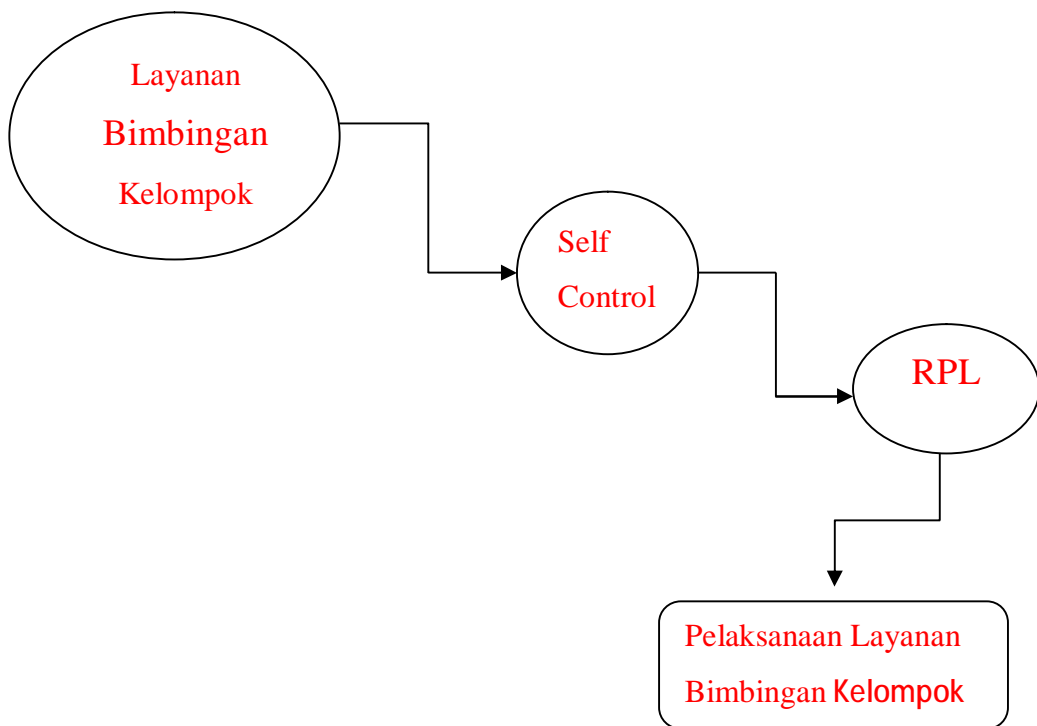 Layanan
Bimbingan
Kelompok
Self
Control
RPL
Pelaksanaan Layanan
Bimbingan Kelompok